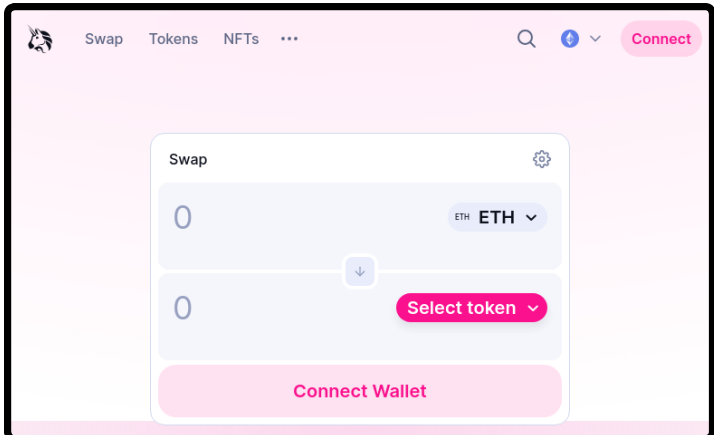 Swap Tokens NFTs ••• Connect
Swap
0 ETH ETH
0 Select token
Connect Wallet